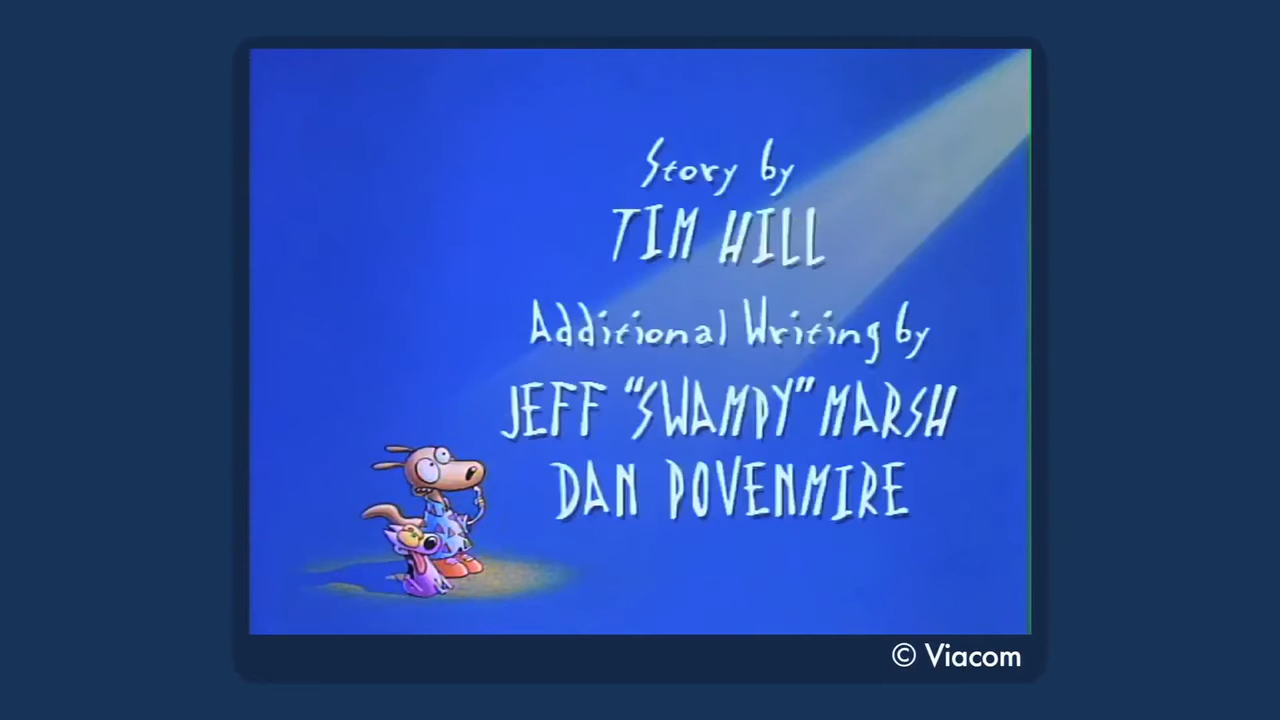 Story by
TIM HILL
Additional Writing by
JEFF "SWAMPY" MARSH
DAN POVENMIRE
© Viacom